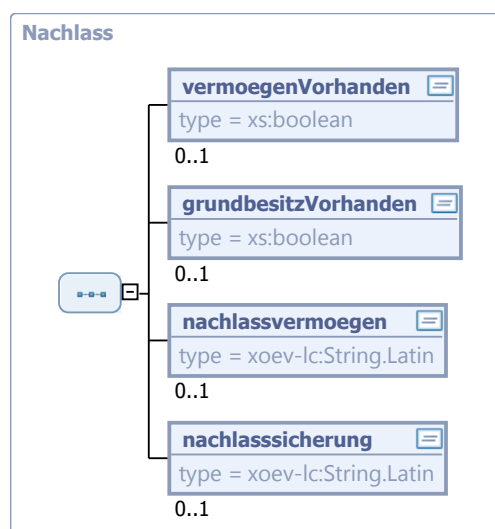 Nachlass
vermoegenVorhanden
type = xs:boolean
0..1
grundbesitzVorhanden
type = xs:boolean
0..1
nachlassvermoegen
type = xoev-lc:String.Latin
0..1
nachlasssicherung
type = xoev-lc:String.Latin
0..1